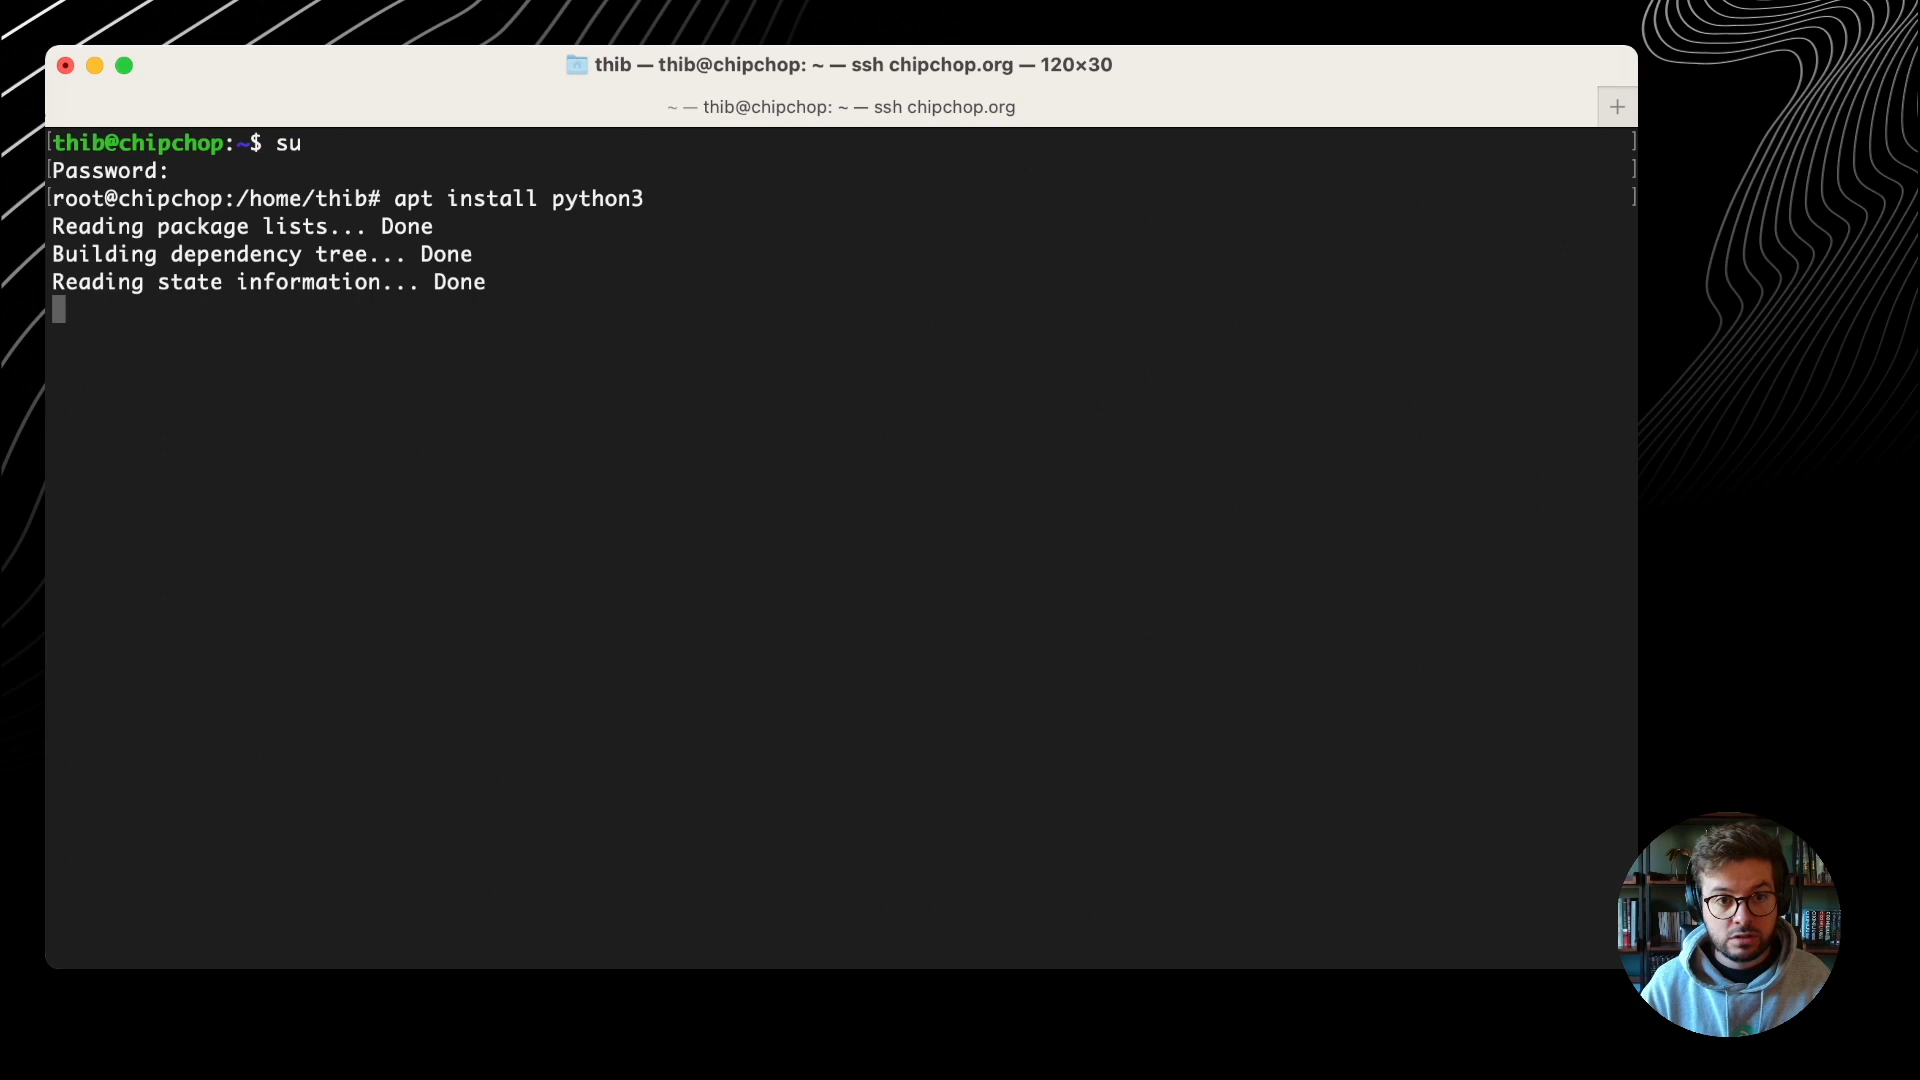 thib — thib@chipchop: ~ — ssh chipchop.org — 120×30
~ — thib@chipchop: ~ — ssh chipchop.org
thib@chipchop:~$ su
Password:
root@chipchop:/home/thib# apt install python3
Reading package lists... Done
Building dependency tree... Done
Reading state information... Done